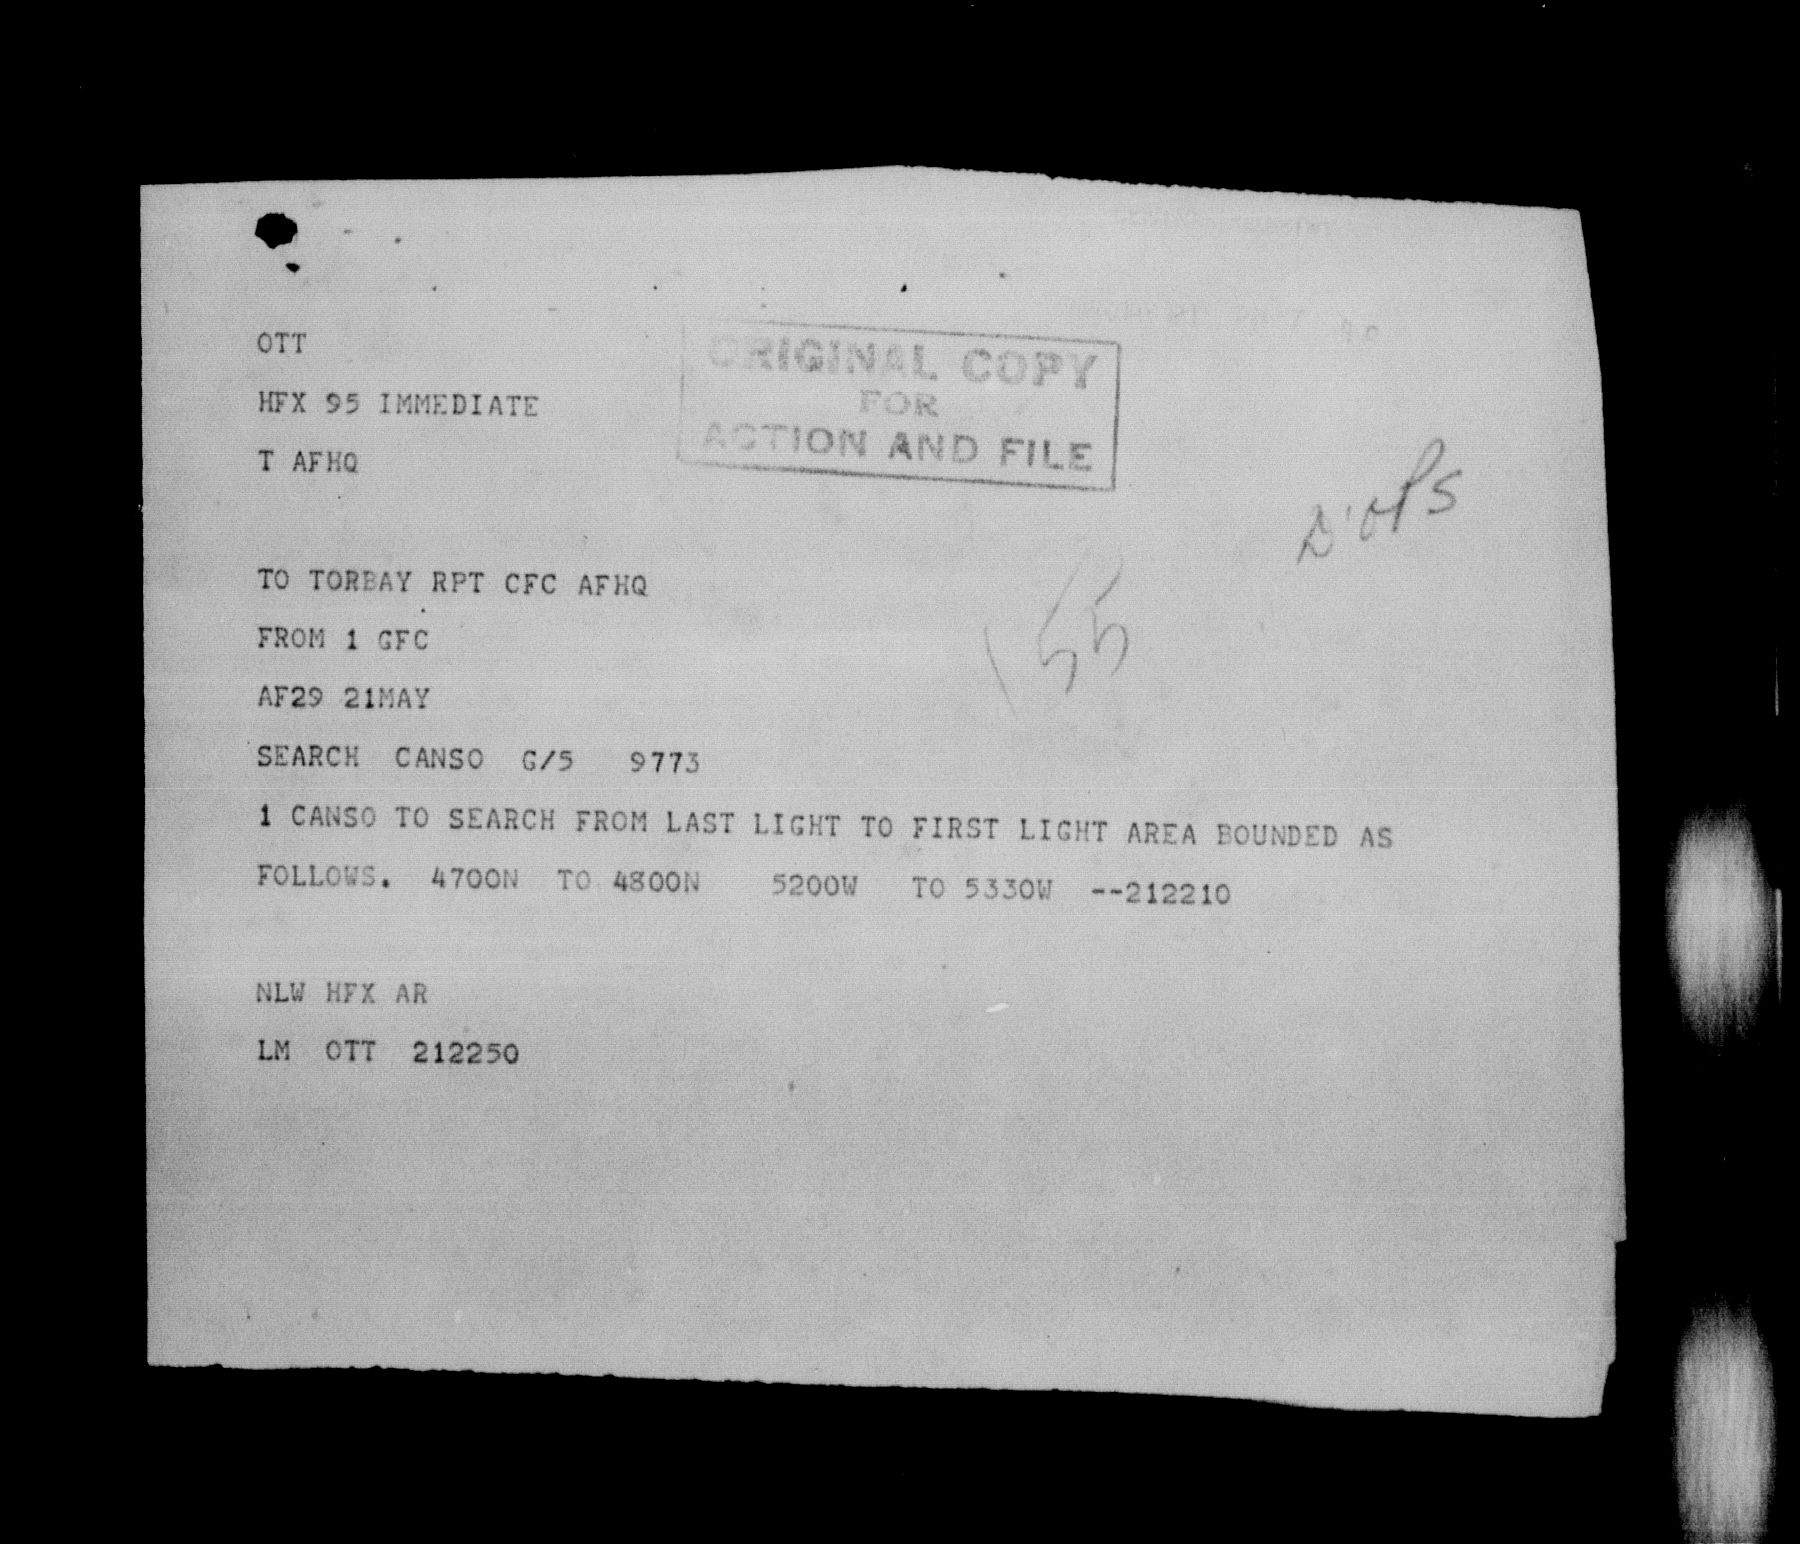 OTT
HFX 95 IMMEDIATE
T AFHQ
ORIGINAL COPY
FOR
ACTION AND FILE
D'OPS
55
TO TORBAY RPT CFC AFHQ
FROM 1 GFC
AF29 21MAY
SEARCH CANSO G/5 9773
1 CANSO TO SEARCH FROM LAST LIGHT TO FIRST LIGHT AREA BOUNDED AS
FOLLOWS. 4700N TO 4800N 5200W TO 5330W --212210
NLW HFX AR
LM OTT 212250